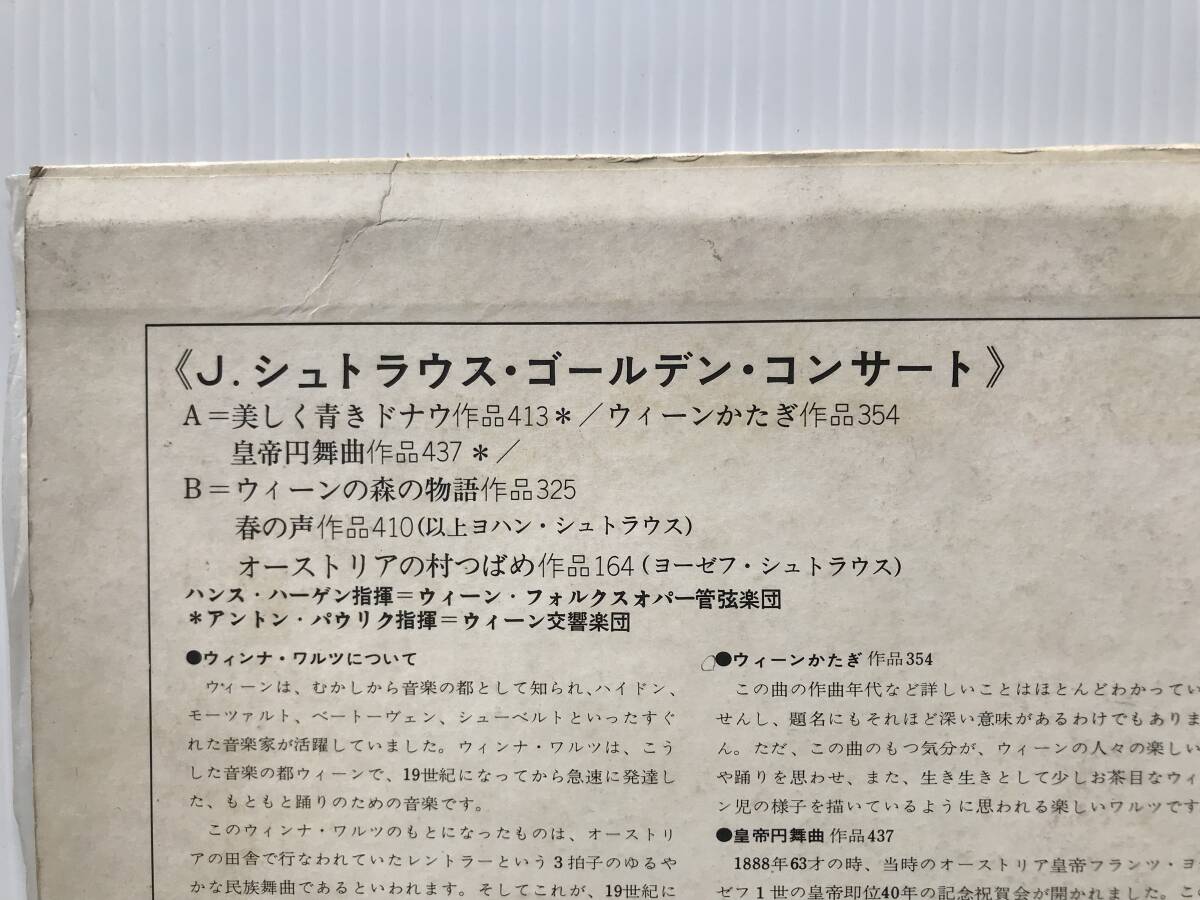 《J.シュトラウス・ゴールデン・コンサート》
A＝美しく青きドナウ作品413＊／ウィーンかたぎ作品354
皇帝円舞曲作品437＊／
B＝ウィーンの森の物語作品325
春の声作品410(以上ヨハン・シュトラウス)
オーストリアの村つばめ作品164(ヨーゼフ・シュトラウス)
ハンス・ハーゲン指揮＝ウィーン・フォルクスオパー管弦楽団
＊アントン・パウリク指揮＝ウィーン交響楽団
●ウィンナ・ワルツについて
ウィーンは、むかしから音楽の都として知られ、ハイドン、
モーツァルト、ベートーヴェン、シューベルトといったすぐ
れた音楽家が活躍していました。ウィンナ・ワルツは、こう
した音楽の都ウィーンで、19世紀になってから急速に発達し
た、もともと踊りのための音楽です。
このウィンナ・ワルツのもとになったものは、オーストリ
アの田舎で行なわれていたレントラーという3拍子のゆるや
かな民族舞曲であるといわれます。そしてこれが、19世紀に
●ウィーンかたぎ 作品354
この曲の作曲年代など詳しいことはほとんどわかってい
せんし、題名にもそれほど深い意味があるわけでもありま
ん。ただ、この曲のもつ気分が、ウィーンの人々の楽しい
や踊りを思わせ、また、生き生きとして少しお茶目なウィ
ン児の様子を描いているように思われる楽しいワルツです
●皇帝円舞曲 作品437
1888年63才の時、当時のオーストリア皇帝フランツ・ヨ
ゼフ1世の皇帝即位40年の記念祝賀会が開かれました。この